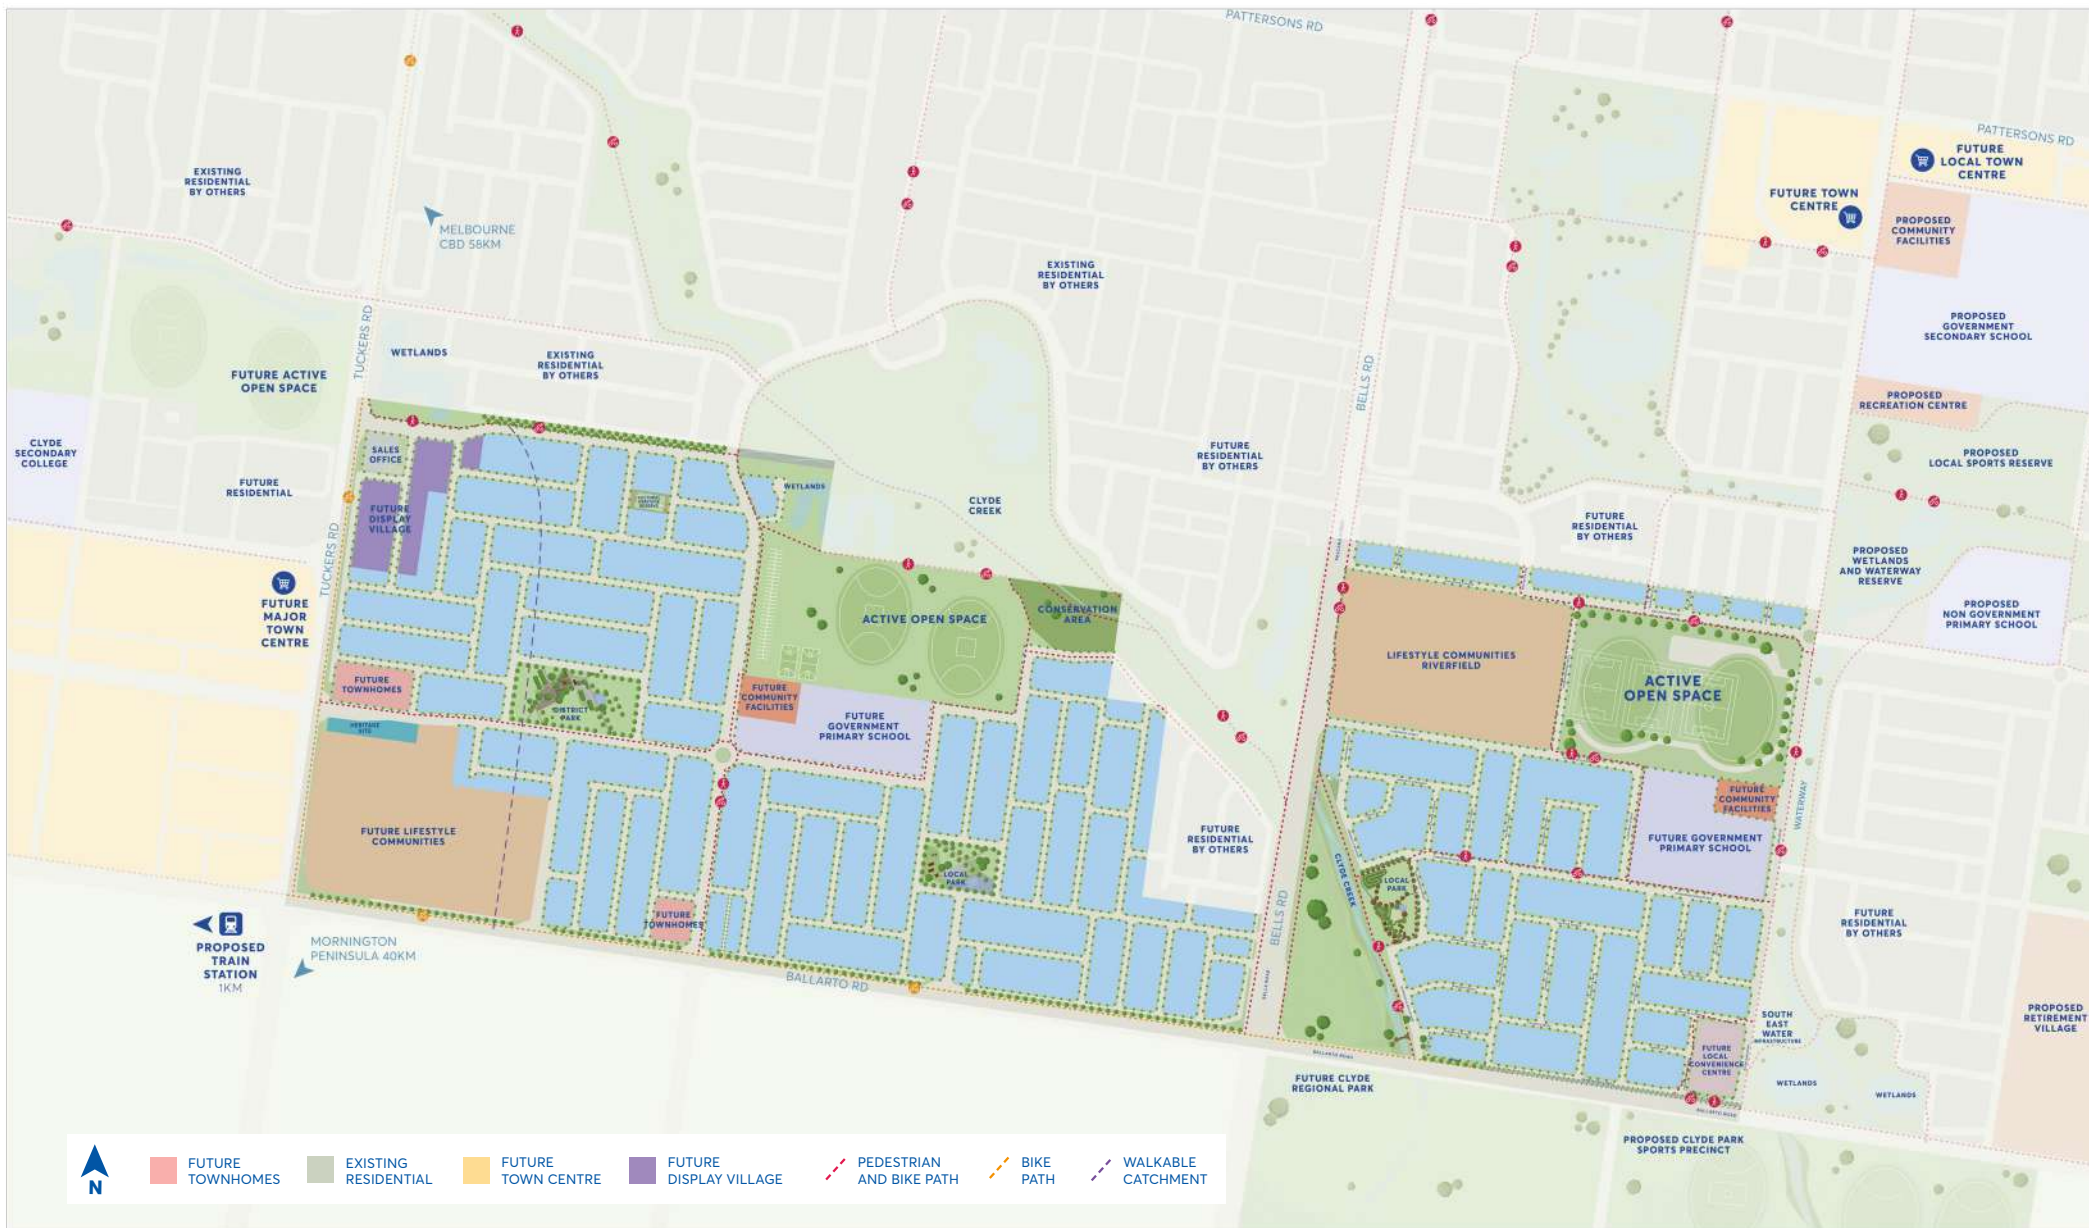 PATTERSONS RD
PATTERSONS RD
FUTURE
LOCAL TOWN
CENTRE
FUTURE TOWN
CENTRE
PROPOSED
COMMUNITY
FACILITIES
EXISTING
RESIDENTIAL
BY OTHERS
MELBOURNE
CBD 58KM
EXISTING
RESIDENTIAL
BY OTHERS
PROPOSED
GOVERNMENT
SECONDARY SCHOOL
TUCKERS RD
WETLANDS
EXISTING
RESIDENTIAL
BY OTHERS
FUTURE ACTIVE
OPEN SPACE
BELLS RD
PROPOSED
RECREATION CENTRE
CLYDE
SECONDARY
COLLEGE
SALES
OFFICE
FUTURE
RESIDENTIAL
BY OTHERS
PROPOSED
LOCAL SPORTS RESERVE
FUTURE
RESIDENTIAL
WETLANDS
CLYDE
CREEK
FUTURE
DISPLAY
VILLAGE
FUTURE
RESIDENTIAL
BY OTHERS
TUCKERS RD
PROPOSED
WETLANDS
AND WATERWAY
RESERVE
FUTURE
MAJOR
TOWN
CENTRE
ACTIVE OPEN SPACE
CONSERVATION
AREA
PROPOSED
NON GOVERNMENT
PRIMARY SCHOOL
LIFESTYLE COMMUNITIES
RIVERFIELD
ACTIVE
OPEN SPACE
FUTURE
TOWNHOMES
DISTRICT
PARK
FUTURE
COMMUNITY
FACILITIES
FUTURE
GOVERNMENT
PRIMARY SCHOOL
HERITAGE
SITE
FUTURE
COMMUNITY
FACILITIES
WATERWAY
FUTURE LIFESTYLE
COMMUNITIES
FUTURE
RESIDENTIAL
BY OTHERS
FUTURE GOVERNMENT
PRIMARY SCHOOL
LOCAL
PARK
CLYDE CREEK
LOCAL
PARK
FUTURE
TOWNHOMES
BELLS RD
FUTURE
RESIDENTIAL
BY OTHERS
PROPOSED
TRAIN
STATION
1KM
MORNINGTON
PENINSULA 40KM
BALLARTO RD
BELLS ROAD
SOUTH
EAST
WATER
INFRASTRUCTURE
PROPOSED
RETIREMENT
VILLAGE
FUTURE
LOCAL
CONVENIENCE
CENTRE
BALLARTO ROAD
FUTURE CLYDE
REGIONAL PARK
WETLANDS
WETLANDS
BALLARTO ROAD
PROPOSED CLYDE PARK
SPORTS PRECINCT
N
FUTURE
TOWNHOMES
EXISTING
RESIDENTIAL
FUTURE
TOWN CENTRE
FUTURE
DISPLAY VILLAGE
PEDESTRIAN
AND BIKE PATH
BIKE
PATH
WALKABLE
CATCHMENT